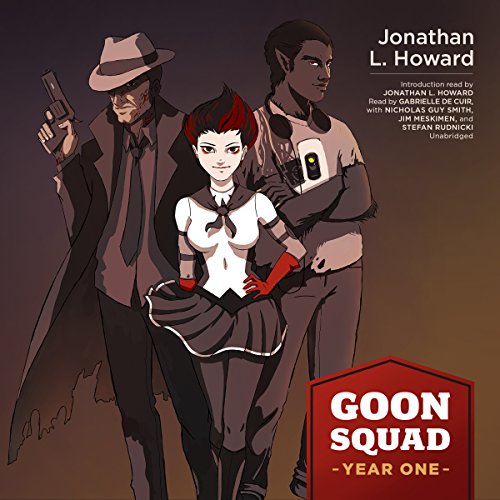 Jonathan
L. Howard
Introduction read by
JONATHAN L. HOWARD
Read by GABRIELLE DE CUIR,
with NICHOLAS GUY SMITH,
JIM MESKIMEN, and
STEFAN RUDNICKI
Unabridged
GOON
SQUAD
-YEAR ONE-